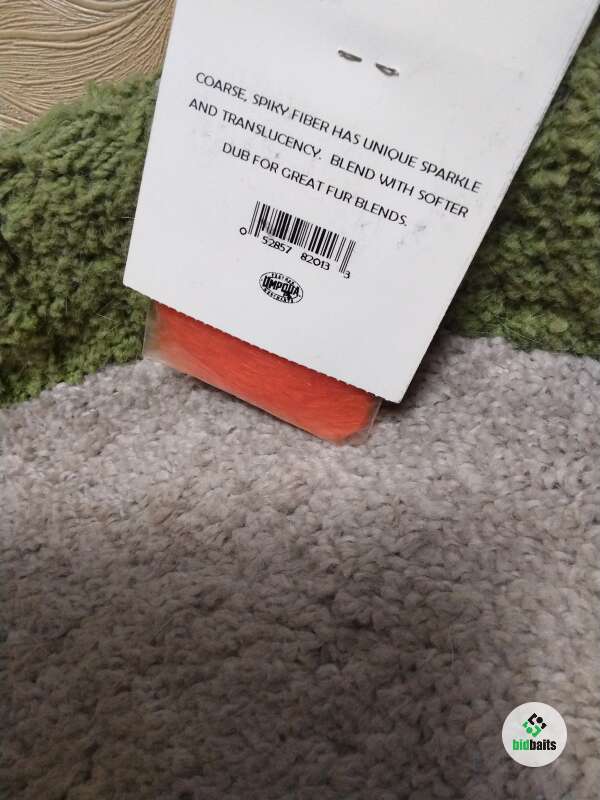 COARSE, SPIKY FIBER HAS UNIQUE SPARKLE
AND TRANSLUCENCY. BLEND WITH SOFTER
DUB FOR GREAT FUR BLENDS.
0 52857 82013 3
UMPQUA
bidbaits